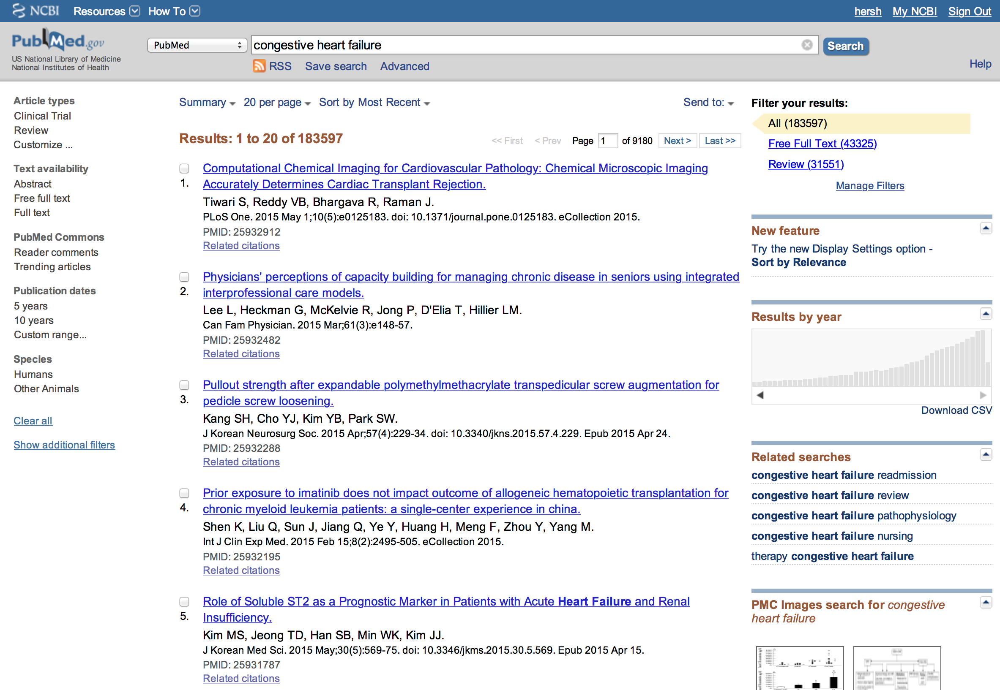 NCBI Resources How To hersh My NCBI Sign Out
PubMed.gov
US National Library of Medicine
National Institutes of Health
PubMed congestive heart failure Search
RSS Save search Advanced
Help
Article types
Clinical Trial
Review
Customize ...
Text availability
Abstract
Free full text
Full text
PubMed Commons
Reader comments
Trending articles
Publication dates
5 years
10 years
Custom range...
Species
Humans
Other Animals
Clear all
Show additional filters
Summary 20 per page Sort by Most Recent Send to:
Results: 1 to 20 of 183597
<< First < Prev Page 1 of 9180 Next > Last >>
1. Computational Chemical Imaging for Cardiovascular Pathology: Chemical Microscopic Imaging
Accurately Determines Cardiac Transplant Rejection.
Tiwari S, Reddy VB, Bhargava R, Raman J.
PLoS One. 2015 May 1;10(5):e0125183. doi: 10.1371/journal.pone.0125183. eCollection 2015.
PMID: 25932912
Related citations
2. Physicians' perceptions of capacity building for managing chronic disease in seniors using integrated
interprofessional care models.
Lee L, Heckman G, McKelvie R, Jong P, D'Elia T, Hillier LM.
Can Fam Physician. 2015 Mar;61(3):e148-57.
PMID: 25932482
Related citations
3. Pullout strength after expandable polymethylmethacrylate transpedicular screw augmentation for
pedicle screw loosening.
Kang SH, Cho YJ, Kim YB, Park SW.
J Korean Neurosurg Soc. 2015 Apr;57(4):229-34. doi: 10.3340/jkns.2015.57.4.229. Epub 2015 Apr 24.
PMID: 25932288
Related citations
4. Prior exposure to imatinib does not impact outcome of allogeneic hematopoietic transplantation for
chronic myeloid leukemia patients: a single-center experience in china.
Shen K, Liu Q, Sun J, Jiang Q, Ye Y, Huang H, Meng F, Zhou Y, Yang M.
Int J Clin Exp Med. 2015 Feb 15;8(2):2495-505. eCollection 2015.
PMID: 25932195
Related citations
5. Role of Soluble ST2 as a Prognostic Marker in Patients with Acute Heart Failure and Renal
Insufficiency.
Kim MS, Jeong TD, Han SB, Min WK, Kim JJ.
J Korean Med Sci. 2015 May;30(5):569-75. doi: 10.3346/jkms.2015.30.5.569. Epub 2015 Apr 15.
PMID: 25931787
Related citations
Filter your results:
All (183597)
Free Full Text (43325)
Review (31551)
Manage Filters
New feature
Try the new Display Settings option -
Sort by Relevance
Results by year
Download CSV
Related searches
congestive heart failure readmission
congestive heart failure review
congestive heart failure pathophysiology
congestive heart failure nursing
therapy congestive heart failure
PMC Images search for congestive
heart failure